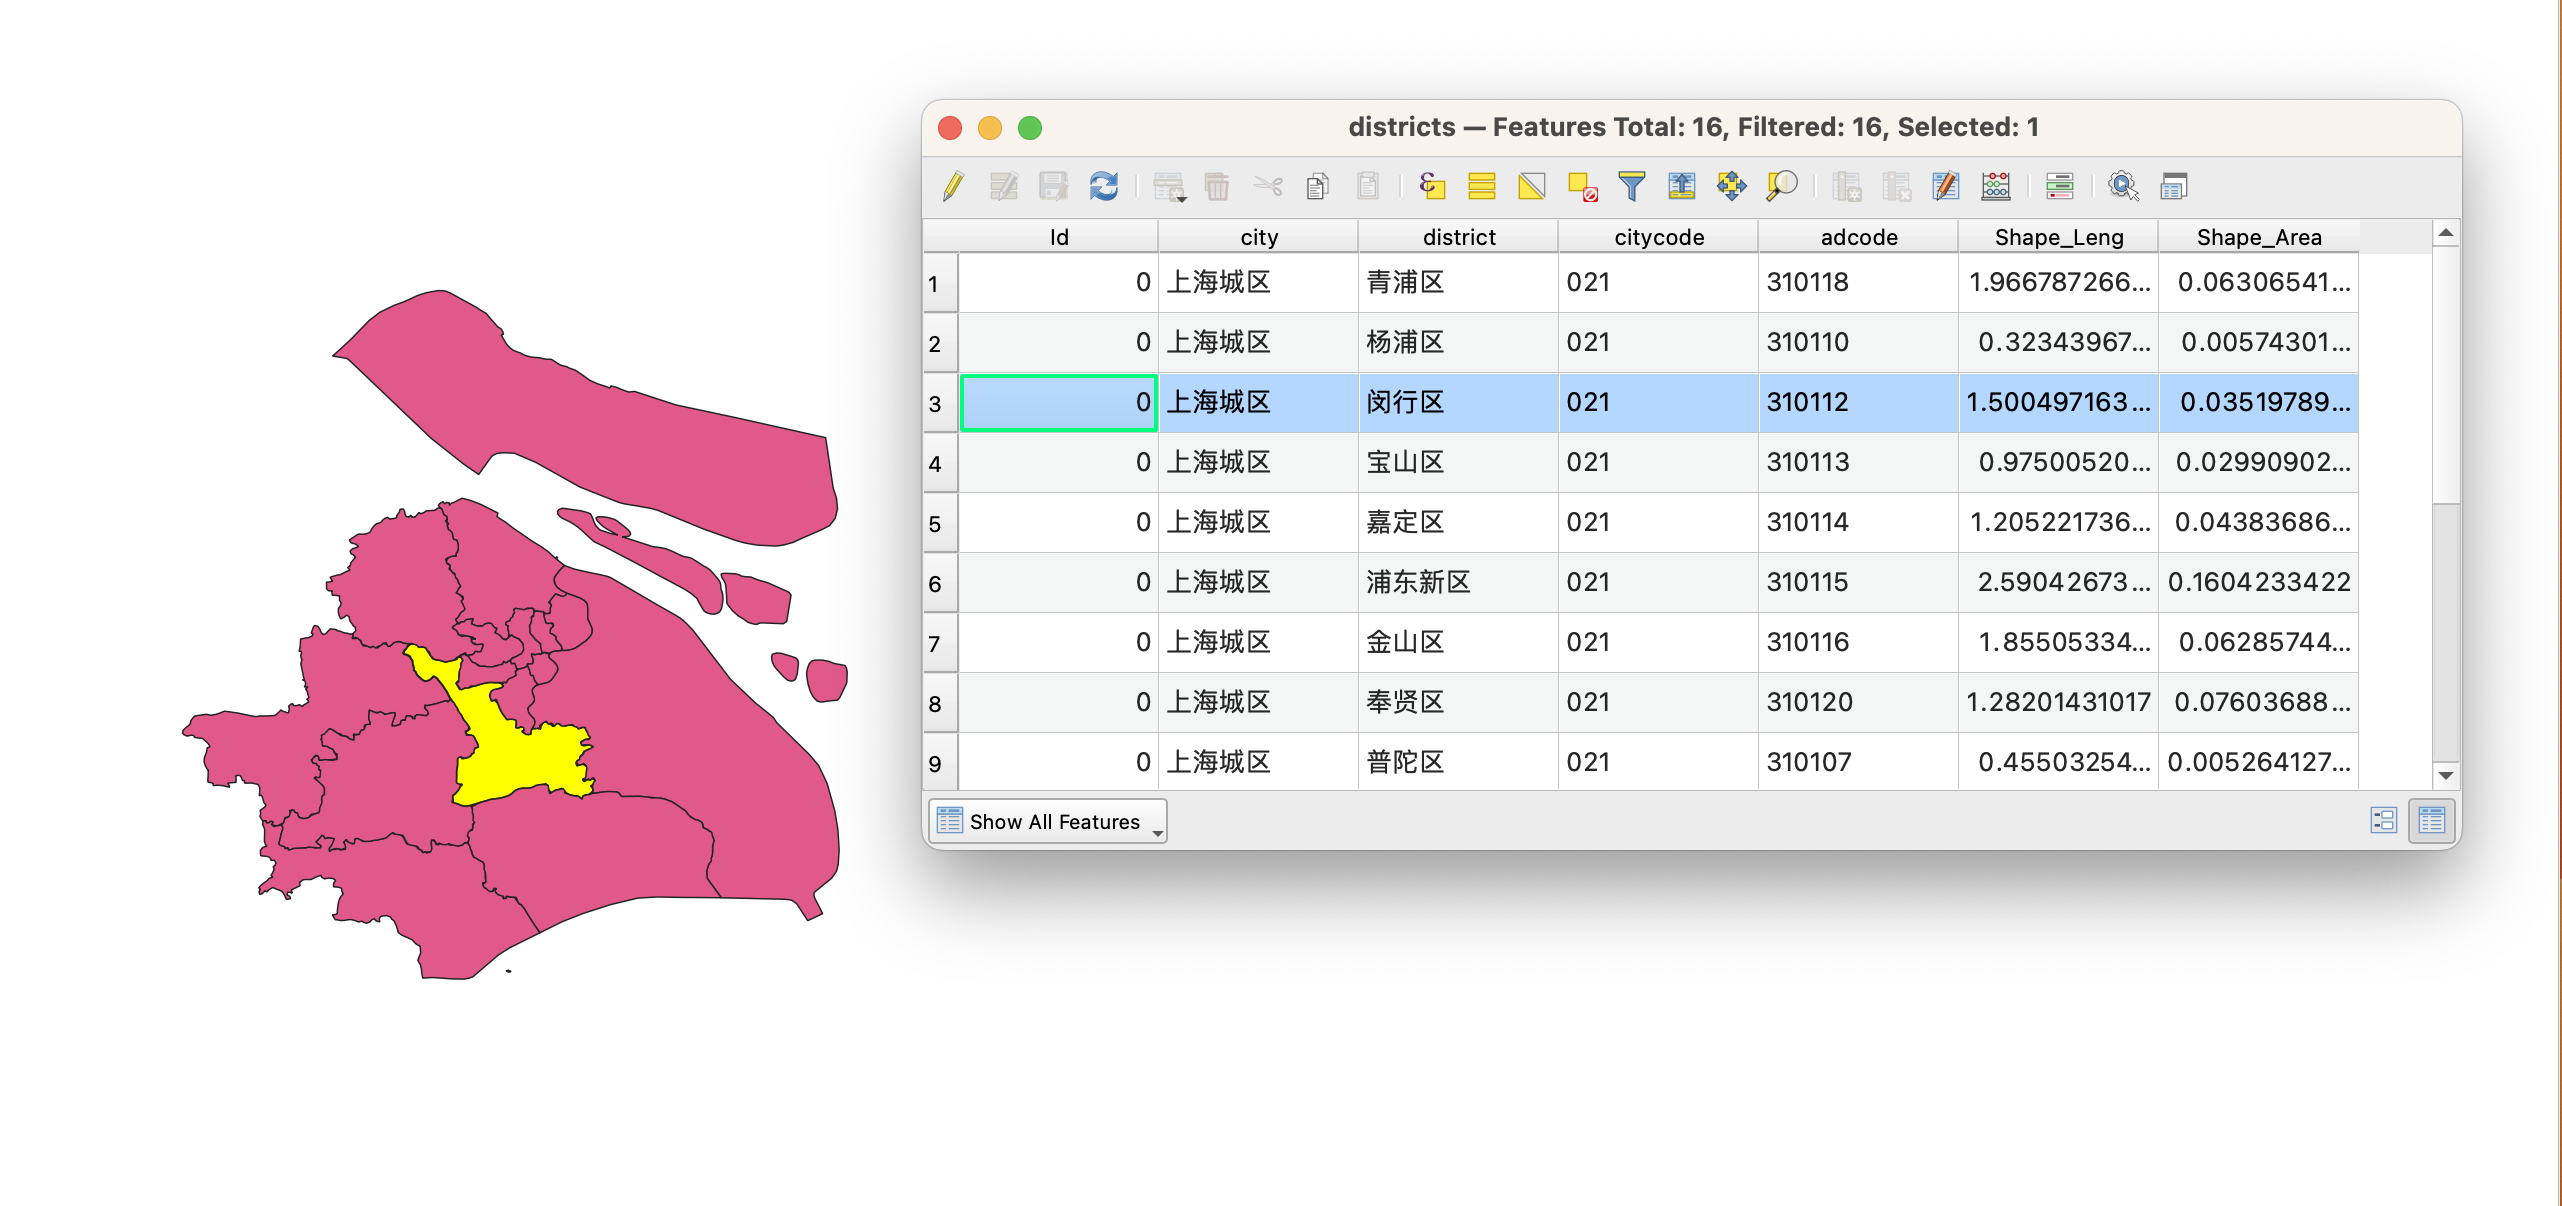 districts — Features Total: 16, Filtered: 16, Selected: 1
Id city district citycode adcode Shape_Leng Shape_Area
1 0 上海城区 青浦区 021 310118 1.966787266... 0.06306541...
2 0 上海城区 杨浦区 021 310110 0.32343967... 0.00574301...
3 0 上海城区 闵行区 021 310112 1.500497163... 0.03519789...
4 0 上海城区 宝山区 021 310113 0.97500520... 0.02990902...
5 0 上海城区 嘉定区 021 310114 1.205221736... 0.04383686...
6 0 上海城区 浦东新区 021 310115 2.59042673... 0.1604233422
7 0 上海城区 金山区 021 310116 1.85505334... 0.06285744...
8 0 上海城区 奉贤区 021 310120 1.28201431017 0.07603688...
9 0 上海城区 普陀区 021 310107 0.45503254... 0.005264127...
Show All Features